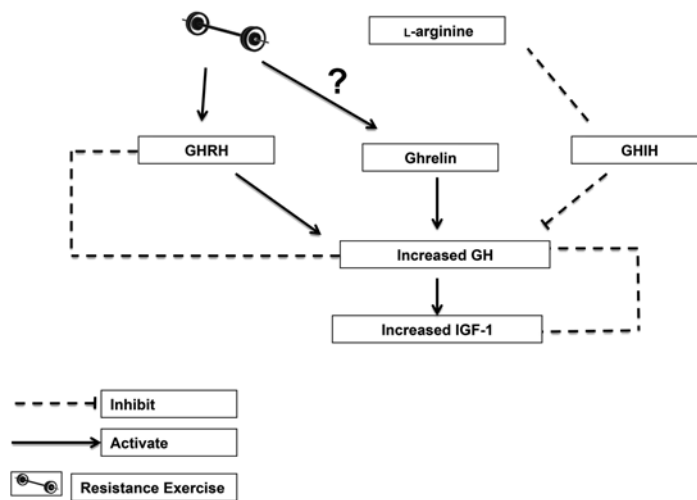 L-arginine
?
GHRH
Ghrelin
GHIH
Increased GH
Increased IGF-1
Inhibit
Activate
Resistance Exercise